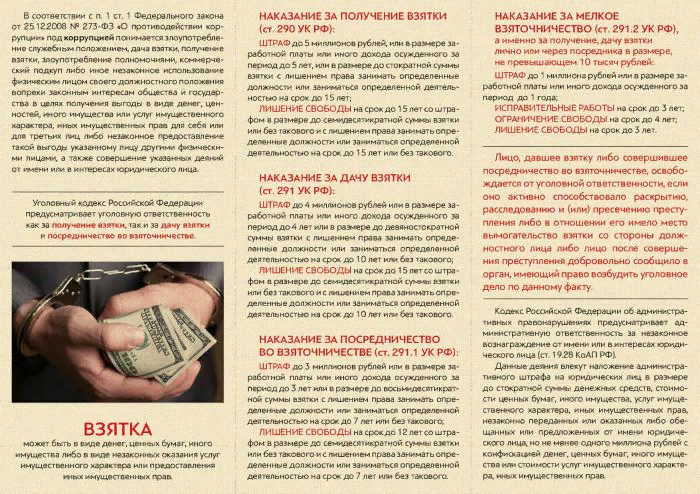 В соответствии с п. 1 ст. 1 Федерального закона
от 25.12.2008 № 273-ФЗ «О противодействии кор-
рупции» под коррупцией понимается злоупотребле-
ние служебным положением, дача взятки, получение
взятки, злоупотребление полномочиями, коммерче-
ский подкуп либо иное незаконное использование
физическим лицом своего должностного положения
вопреки законным интересам общества и государ-
ства в целях получения выгоды в виде денег, цен-
ностей, иного имущества или услуг имущественного
характера, иных имущественных прав для себя или
для третьих лиц либо незаконное предоставление
такой выгоды указанному лицу другими физически-
ми лицами, а также совершение указанных деяний
от имени или в интересах юридического лица.
Уголовный кодекс Российской Федерации
предусматривает уголовную ответственность
как за получение взятки, так и за дачу взятки
и посредничество во взяточничестве.
ВЗЯТКА
может быть в виде денег, ценных бумаг, иного
имущества либо в виде незаконных оказания услуг
имущественного характера или предоставления
иных имущественных прав.
НАКАЗАНИЕ ЗА ПОЛУЧЕНИЕ ВЗЯТКИ
(ст. 290 УК РФ):
ШТРАФ до 5 миллионов рублей, или в размере за-
работной платы или иного дохода осужденного за
период до 5 лет, или в размере до стократной суммы
взятки с лишением права занимать определенные
должности или заниматься определенной деятель-
ностью на срок до 15 лет;
ЛИШЕНИЕ СВОБОДЫ на срок до 15 лет со штра-
фом в размере до семидесятикратной суммы взятки
или без такового и с лишением права занимать опре-
деленные должности или заниматься определенной
деятельностью на срок до 15 лет или без такового.
НАКАЗАНИЕ ЗА ДАЧУ ВЗЯТКИ
(ст. 291 УК РФ):
ШТРАФ до 4 миллионов рублей или в размере за-
работной платы или иного дохода осужденного за
период до 4 лет или в размере до девяностократной
суммы взятки с лишением права занимать опреде-
ленные должности или заниматься определенной
деятельностью на срок до 10 лет или без такового;
ЛИШЕНИЕ СВОБОДЫ на срок до 15 лет со штра-
фом в размере до семидесятикратной суммы взятки
или без такового и с лишением права занимать опре-
деленные должности или заниматься определенной
деятельностью на срок до 10 лет или без такового.
НАКАЗАНИЕ ЗА ПОСРЕДНИЧЕСТВО
ВО ВЗЯТОЧНИЧЕСТВЕ (ст. 291.1 УК РФ):
ШТРАФ до 3 миллионов рублей или в размере за-
работной платы или иного дохода осужденного за
период до 3 лет или в размере до восьмидесятикрат-
ной суммы взятки с лишением права занимать опре-
деленные должности или заниматься определенной
деятельностью на срок до 7 лет или без такового;
ЛИШЕНИЕ СВОБОДЫ на срок до 12 лет со штра-
фом в размере до семидесятикратной суммы взятки
или без такового и с лишением права занимать опре-
деленные должности или заниматься определенной
деятельностью на срок до 7 лет или без такового.
НАКАЗАНИЕ ЗА МЕЛКОЕ
ВЗЯТОЧНИЧЕСТВО (ст. 291.2 УК РФ),
а именно за получение, дачу взятки
лично или через посредника в размере,
не превышающем 10 тысяч рублей:
ШТРАФ до 1 миллиона рублей или в размере за-
работной платы или иного дохода осужденного за
период до 1 года;
ИСПРАВИТЕЛЬНЫЕ РАБОТЫ на срок до 3 лет;
ОГРАНИЧЕНИЕ СВОБОДЫ на срок до 4 лет;
ЛИШЕНИЕ СВОБОДЫ на срок до 3 лет.
Лицо, давшее взятку либо совершившее
посредничество во взяточничестве, освобо-
ждается от уголовной ответственности, если
оно активно способствовало раскрытию,
расследованию и (или) пресечению престу-
пления либо в отношении его имело место
вымогательство взятки со стороны долж-
ностного лица либо лицо после соверше-
ния преступления добровольно сообщило в
орган, имеющий право возбудить уголовное
дело по данному факту.
Кодекс Российской Федерации об администра-
тивных правонарушениях предусматривает ад-
министративную ответственность за незаконное
вознаграждение от имени или в интересах юриди-
ческого лица (ст. 19.28 КоАП РФ).
Данные деяния влекут наложение администра-
тивного штрафа на юридических лиц в размере
до стократной суммы денежных средств, стоимо-
сти ценных бумаг, иного имущества, услуг имуще-
ственного характера, иных имущественных прав,
незаконно переданных или оказанных либо обе-
щанных или предложенных от имени юридическо-
го лица, но не менее одного миллиона рублей с
конфискацией денег, ценных бумаг, иного имуще-
ства или стоимости услуг имущественного характе-
ра, иных имущественных прав.